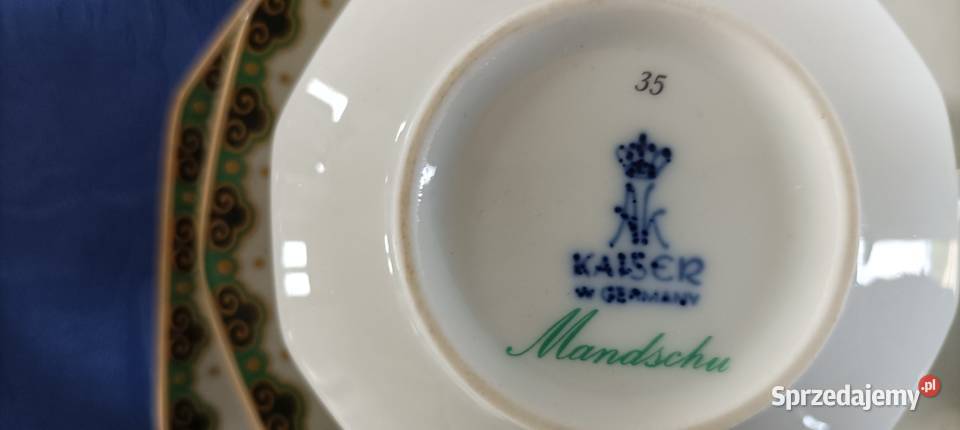 35
AK
KAISER
W. GERMANY
Mandschu
Sprzedajemy.pl